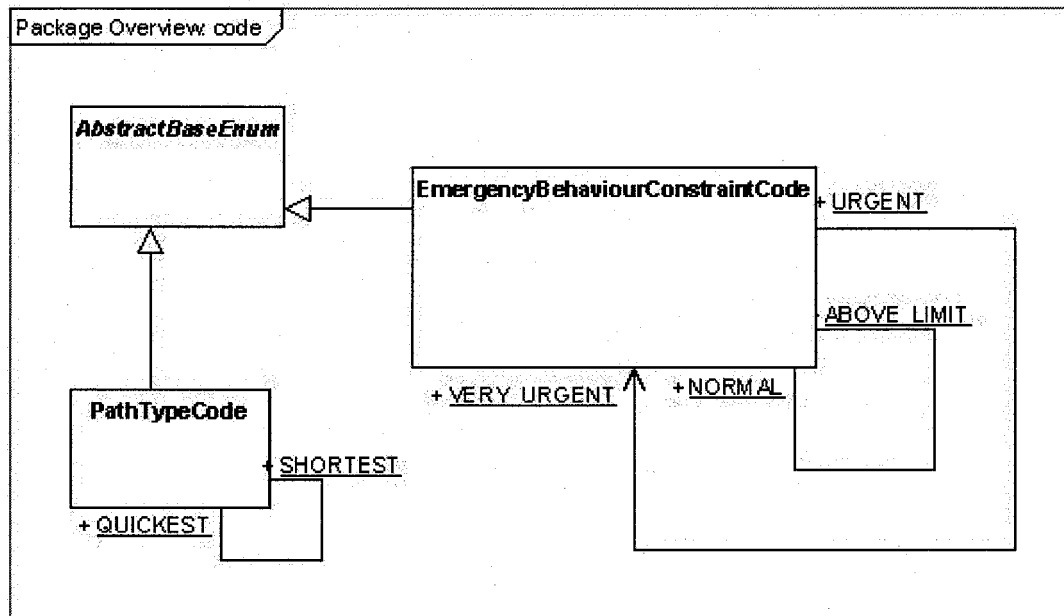 Package Overview: code
AbstractBaseEnum
EmergencyBehaviourConstraintCode
+ URGENT
ABOVE_LIMIT
+ VERY_URGENT
+ NORMAL
PathTypeCode
+ SHORTEST
+ QUICKEST